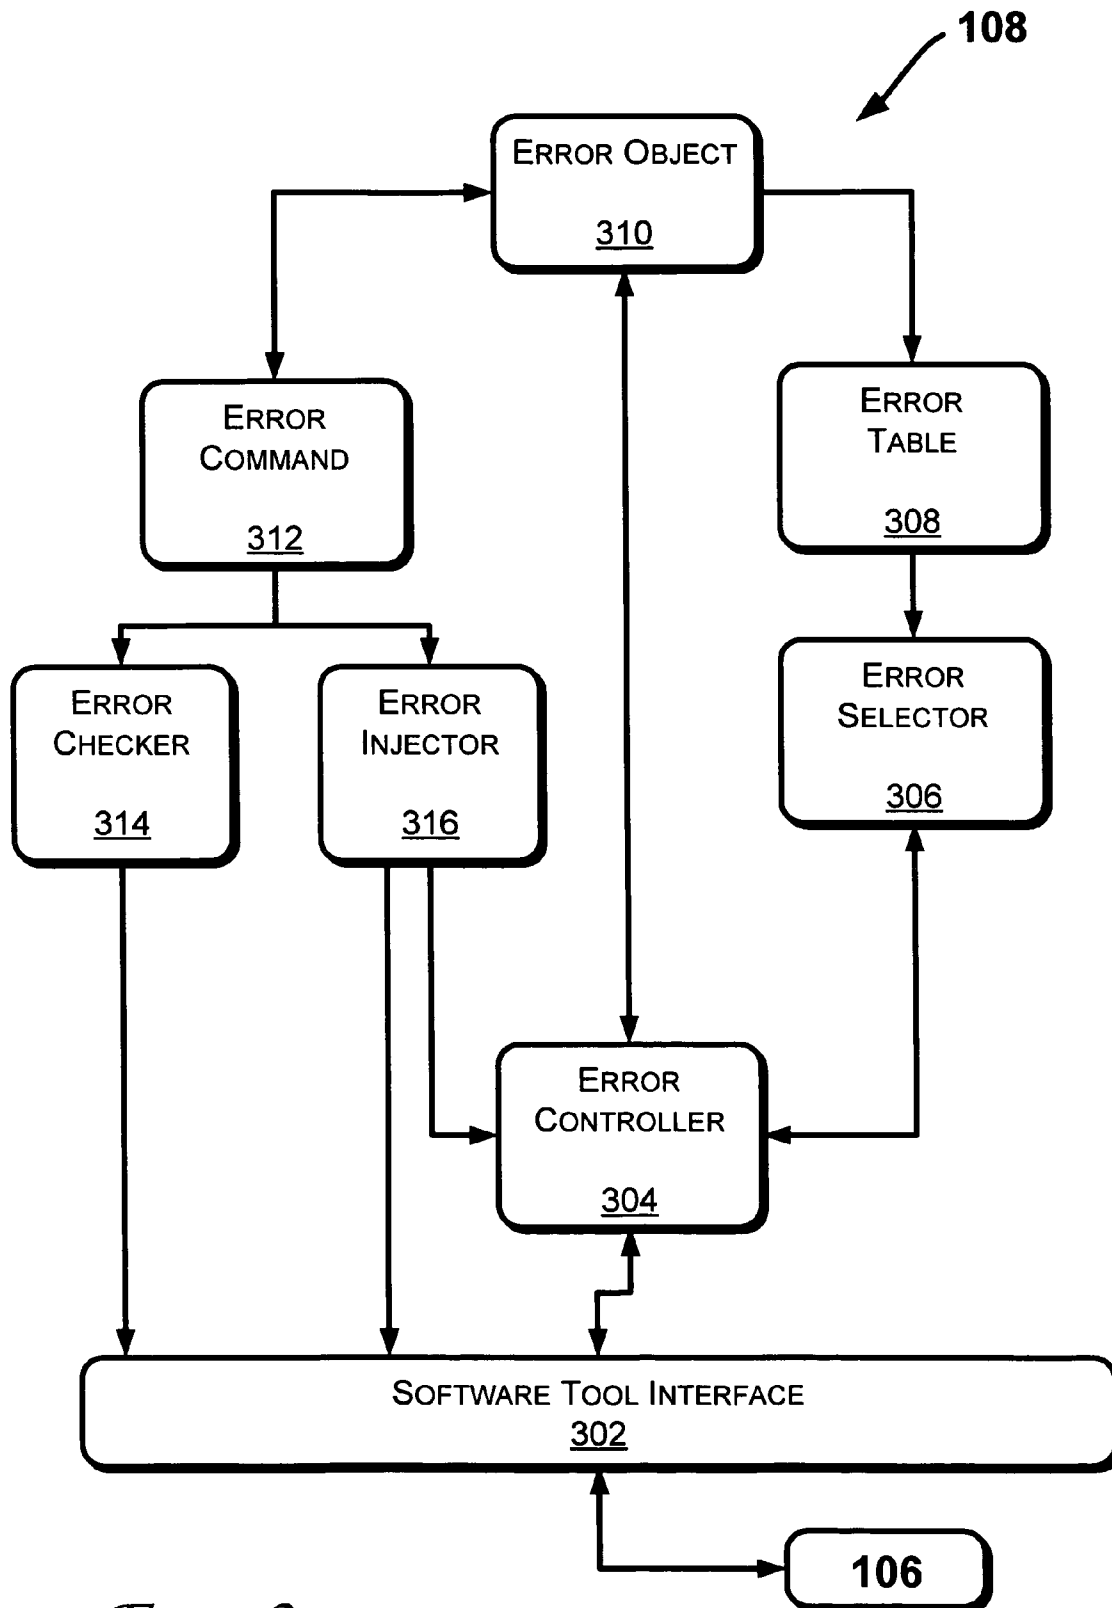 108
ERROR OBJECT
310
ERROR
COMMAND
312
ERROR
TABLE
308
ERROR
CHECKER
314
ERROR
INJECTOR
316
ERROR
SELECTOR
306
ERROR
CONTROLLER
304
SOFTWARE TOOL INTERFACE
302
106